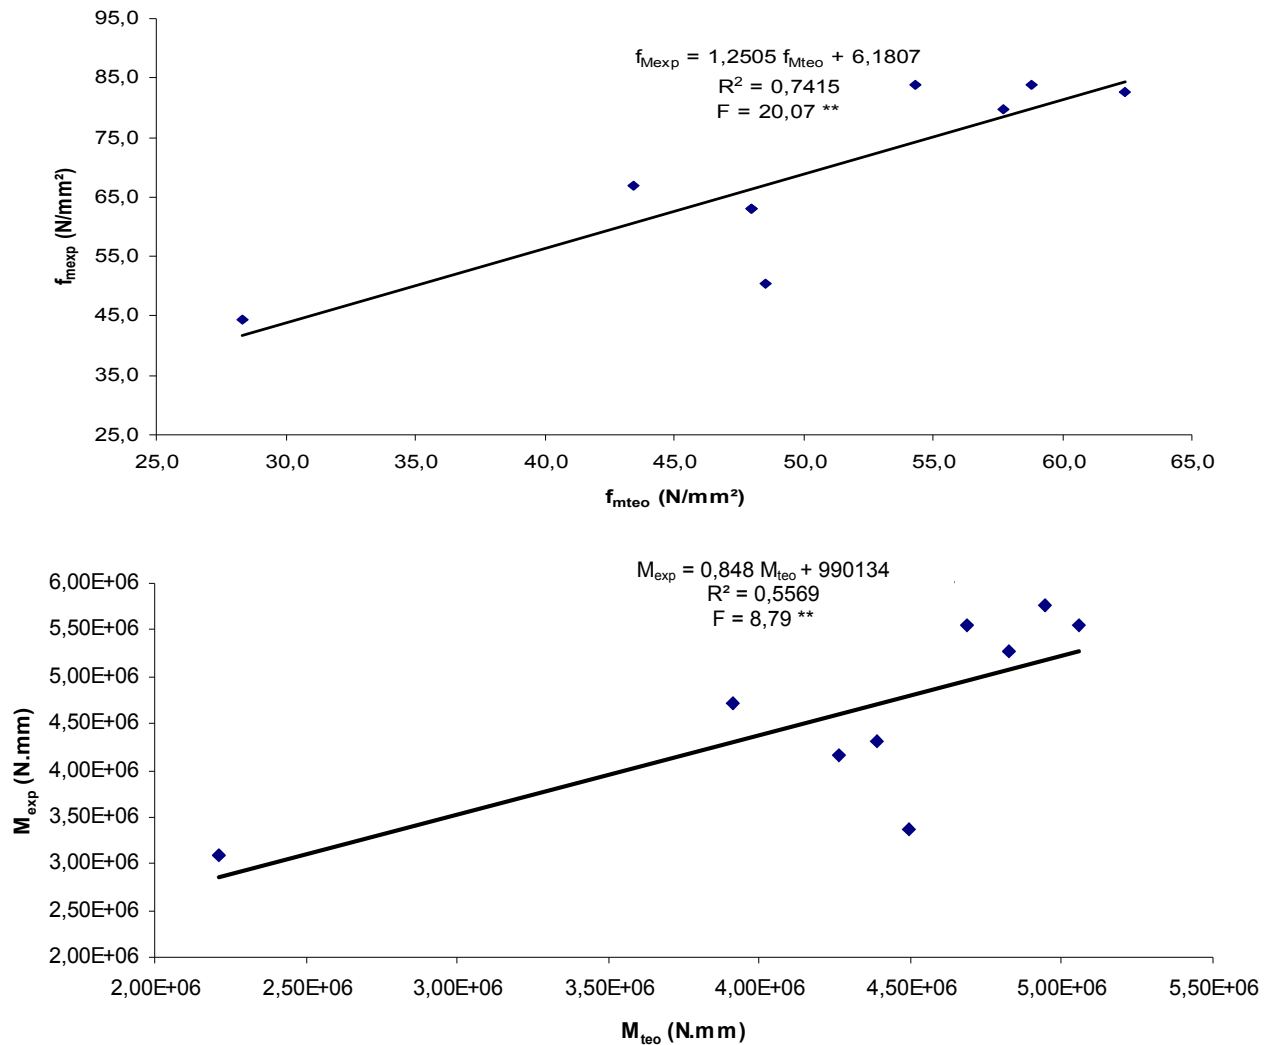 95,0
f_Mexp = 1,2505 f_Mteo + 6,1807
85,0
R² = 0,7415
F = 20,07 **
75,0
65,0
55,0
45,0
35,0
25,0
f_mexp (N/mm²)
25,0 30,0 35,0 40,0 45,0 50,0 55,0 60,0 65,0
f_mteo (N/mm²)
M_exp = 0,848 M_teo + 990134
R² = 0,5569
F = 8,79 **
6,00E+06
5,50E+06
5,00E+06
4,50E+06
4,00E+06
3,50E+06
3,00E+06
2,50E+06
2,00E+06
M_exp (N.mm)
2,00E+06 2,50E+06 3,00E+06 3,50E+06 4,00E+06 4,50E+06 5,00E+06 5,50E+06
M_teo (N.mm)